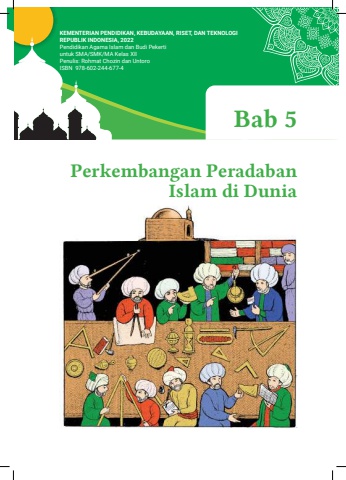 KEMENTERIAN PENDIDIKAN, KEBUDAYAAN, RISET, DAN TEKNOLOGI
REPUBLIK INDONESIA, 2022
Pendidikan Agama Islam dan Budi Pekerti
untuk SMA/SMK/MA Kelas XII
Penulis: Rohmat Chozin dan Untoro
ISBN 978-602-244-677-4
Bab 5
Perkembangan Peradaban
Islam di Dunia